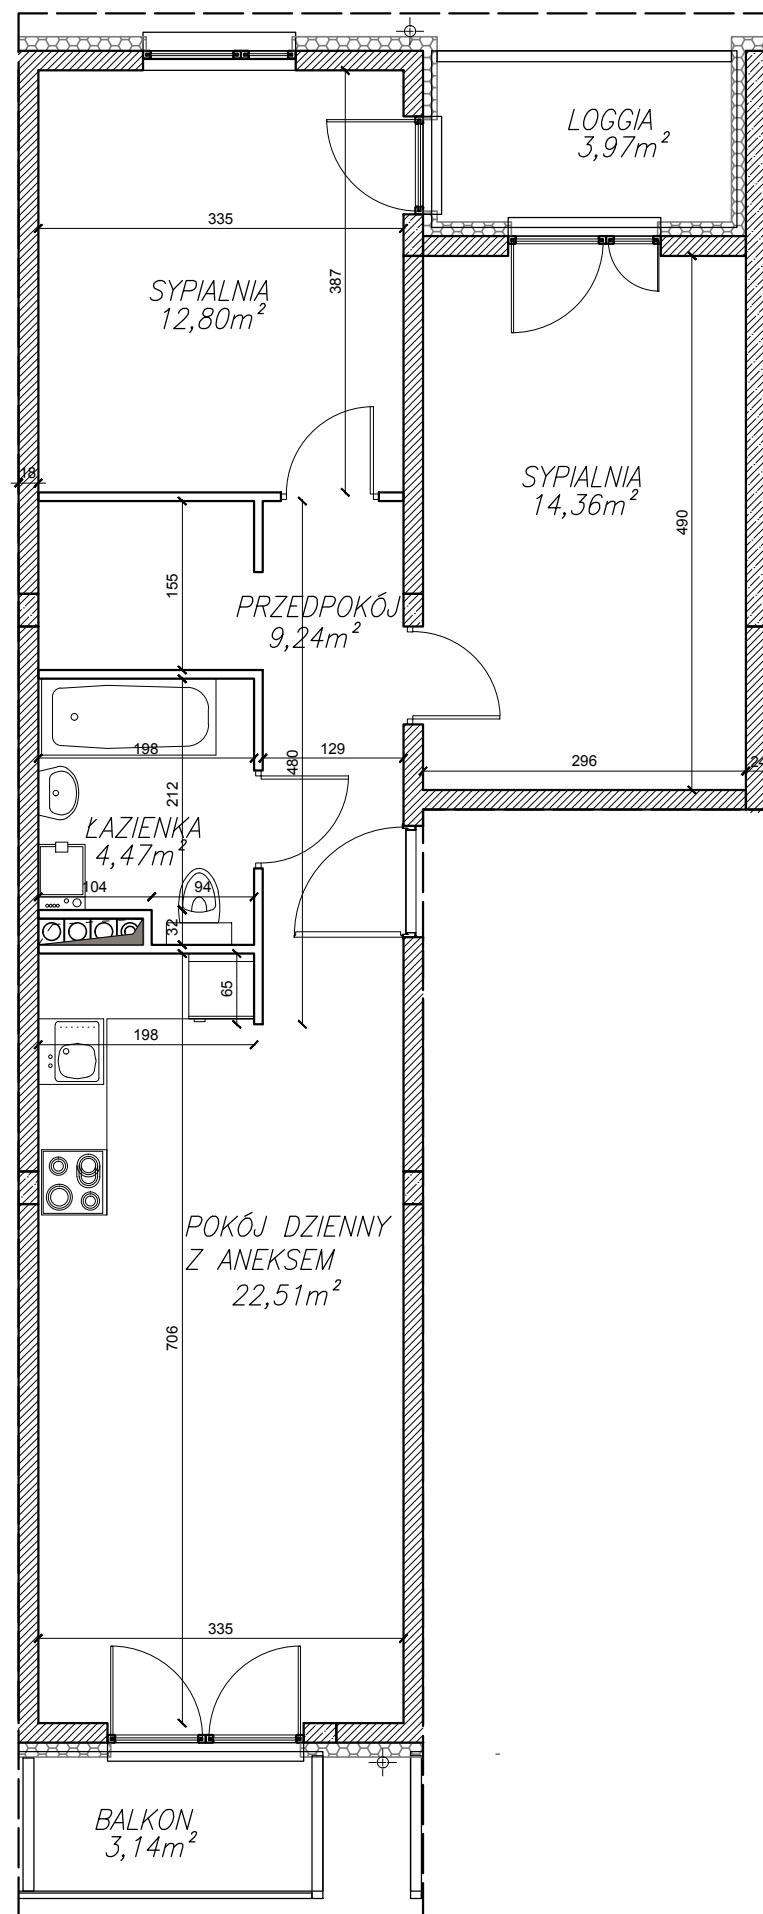 LOGGIA
3,97m²
335
387
SYPIALNIA
12,80m²
18
SYPIALNIA
14,36m²
490
155
PRZEDPOKÓJ
9,24m²
198
129
480
296
24
212
ŁAZIENKA
4,47m²
104
94
32
65
198
POKÓJ DZIENNY
Z ANEKSEM
22,51m²
706
335
BALKON
3,14m²